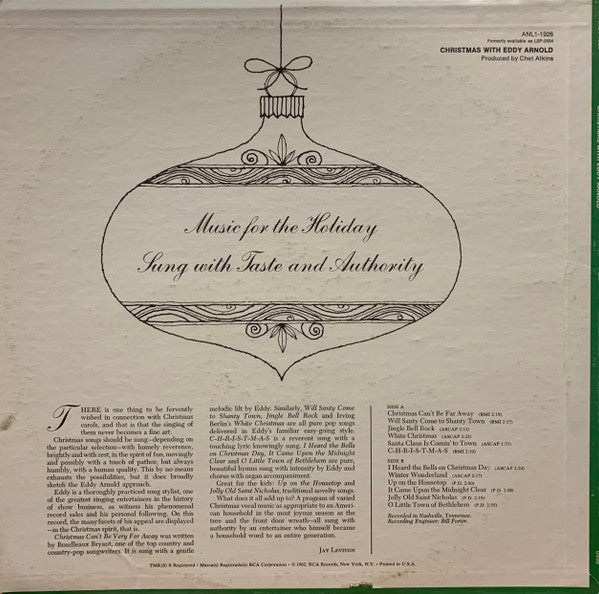 ANL1-1926
Formerly available as LSP-2554
CHRISTMAS WITH EDDY ARNOLD
Produced by Chet Atkins
Music for the Holiday
Sung with Taste and Authority
THERE is one thing to be fervently
wished in connection with Christmas
carols, and that is that the singing of
them never becomes a fine art.
Christmas songs should be sung—depending on
the particular selection—with homely reverence,
brightly and with zest, in the spirit of fun, movingly
and possibly with a touch of pathos; but always
humbly, with a human quality. This by no means
exhausts the possibilities, but it does broadly
sketch the Eddy Arnold approach.
Eddy is a thoroughly practiced song stylist, one
of the greatest singing entertainers in the history
of show business, as witness his phenomenal
record sales and his personal following. On this
record, the many facets of his appeal are displayed
—in the Christmas spirit, that is.
Christmas Can't Be Very Far Away was written
by Boudleaux Bryant, one of the top country and
country-pop songwriters. It is sung with a gentle
melodic lilt by Eddy. Similarly, Will Santy Come
to Shanty Town, Jingle Bell Rock and Irving
Berlin's White Christmas are all pure pop songs
delivered in Eddy's familiar easy-going style.
C-H-R-I-S-T-M-A-S is a reverent song with a
touching lyric knowingly sung. I Heard the Bells
on Christmas Day, It Came Upon the Midnight
Clear and O Little Town of Bethlehem are pure,
beautiful hymns sung with intensity by Eddy and
chorus with organ accompaniment.
Great for the kids: Up on the Housetop and
Jolly Old Saint Nicholas, traditional novelty songs.
What does it all add up to? A program of varied
Christmas vocal music as appropriate to an Ameri-
can household in the most joyous season as the
tree and the front door wreath—all sung with
authority by an entertainer who himself became
a household word to an entire generation.
JAY LEVITON
SIDE A
Christmas Can't Be Far Away (BMI 2:18)
Will Santy Come to Shanty Town (BMI 2:47)
Jingle Bell Rock
White Christmas
Santa Claus Is Comin' to Town
C-H-R-I-S-T-M-A-S
SIDE B
I Heard the Bells on Christmas Day
Winter Wonderland
Up on the Housetop
It Came Upon the Midnight Clear
Jolly Old Saint Nicholas
O Little Town of Bethlehem
Recorded in Nashville, Tennessee.
Recording Engineer: Bill Porter.
TMK(S) ® Registered • Marca(s) Registrada(s) RCA Corporation • © 1962, RCA Records, New York, N.Y. • Printed in U.S.A.